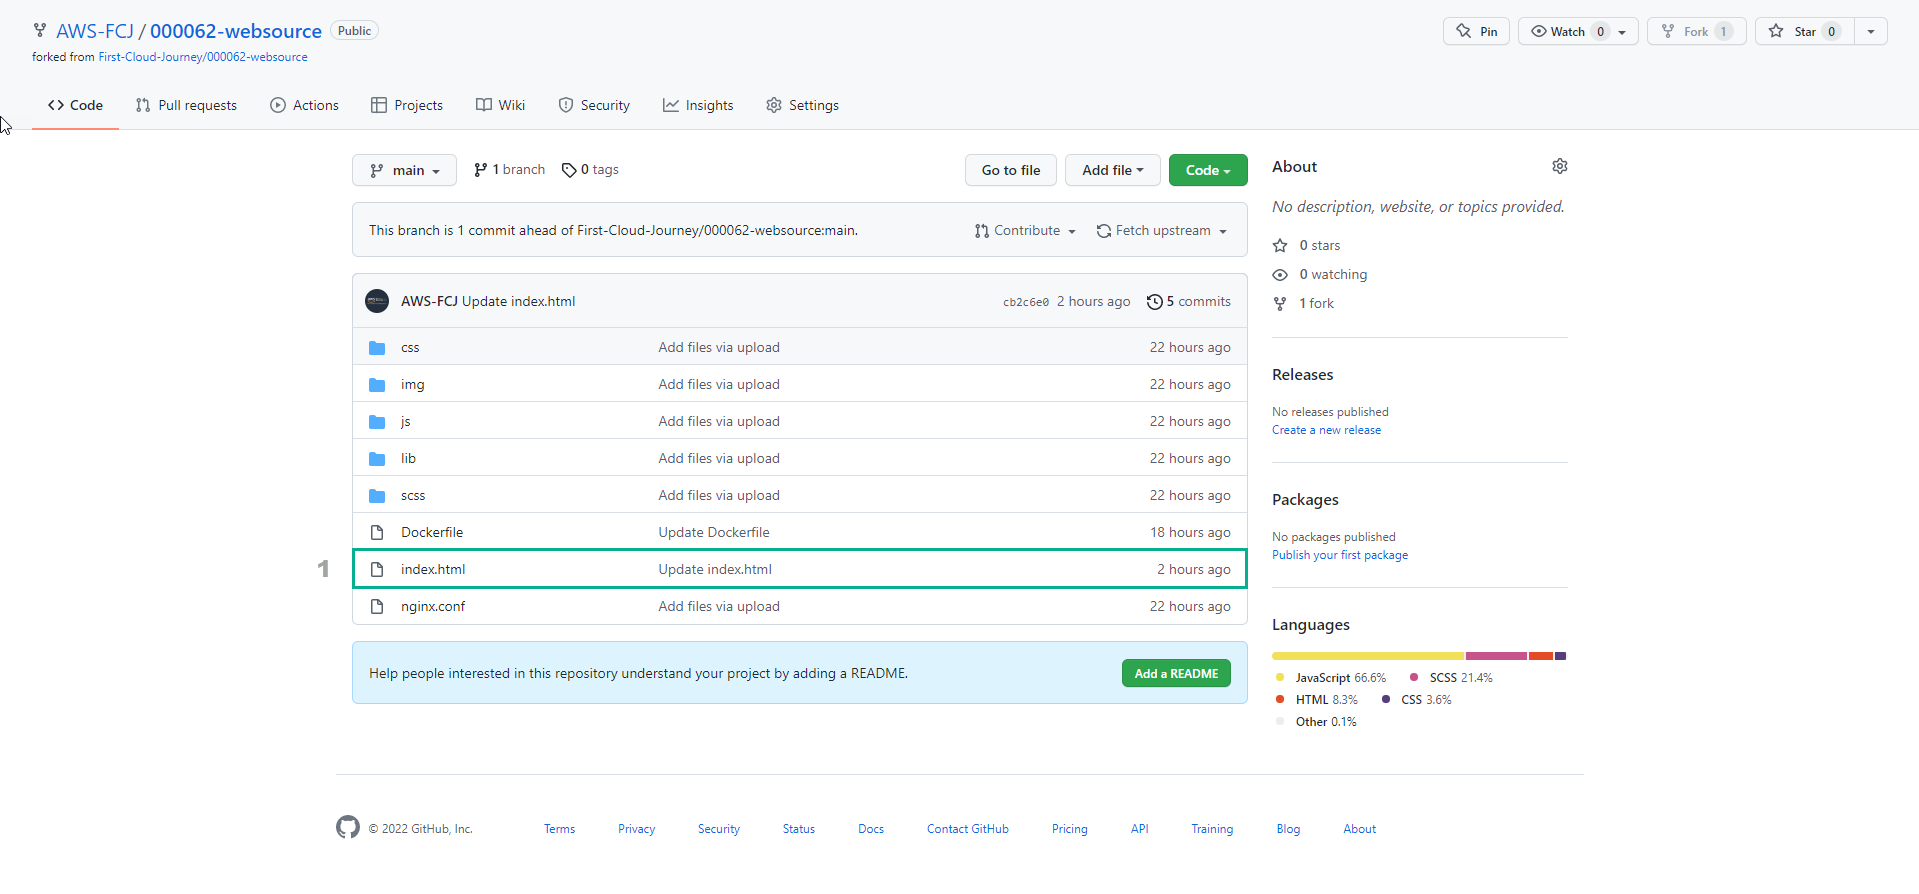 AWS-FCJ / 000062-websource Public
Pin Watch 0 Fork 1 Star 0
forked from First-Cloud-Journey/000062-websource
Code Pull requests Actions Projects Wiki Security Insights Settings
main 1 branch 0 tags Go to file Add file Code
This branch is 1 commit ahead of First-Cloud-Journey/000062-websource:main. Contribute Fetch upstream
AWS-FCJ Update index.html cb2c6e0 2 hours ago 5 commits
css Add files via upload 22 hours ago
img Add files via upload 22 hours ago
js Add files via upload 22 hours ago
lib Add files via upload 22 hours ago
scss Add files via upload 22 hours ago
Dockerfile Update Dockerfile 18 hours ago
1 index.html Update index.html 2 hours ago
nginx.conf Add files via upload 22 hours ago
Help people interested in this repository understand your project by adding a README. Add a README
About
No description, website, or topics provided.
0 stars
0 watching
1 fork
Releases
No releases published
Create a new release
Packages
No packages published
Publish your first package
Languages
JavaScript 66.6% SCSS 21.4%
HTML 8.3% CSS 3.6%
Other 0.1%
© 2022 GitHub, Inc. Terms Privacy Security Status Docs Contact GitHub Pricing API Training Blog About